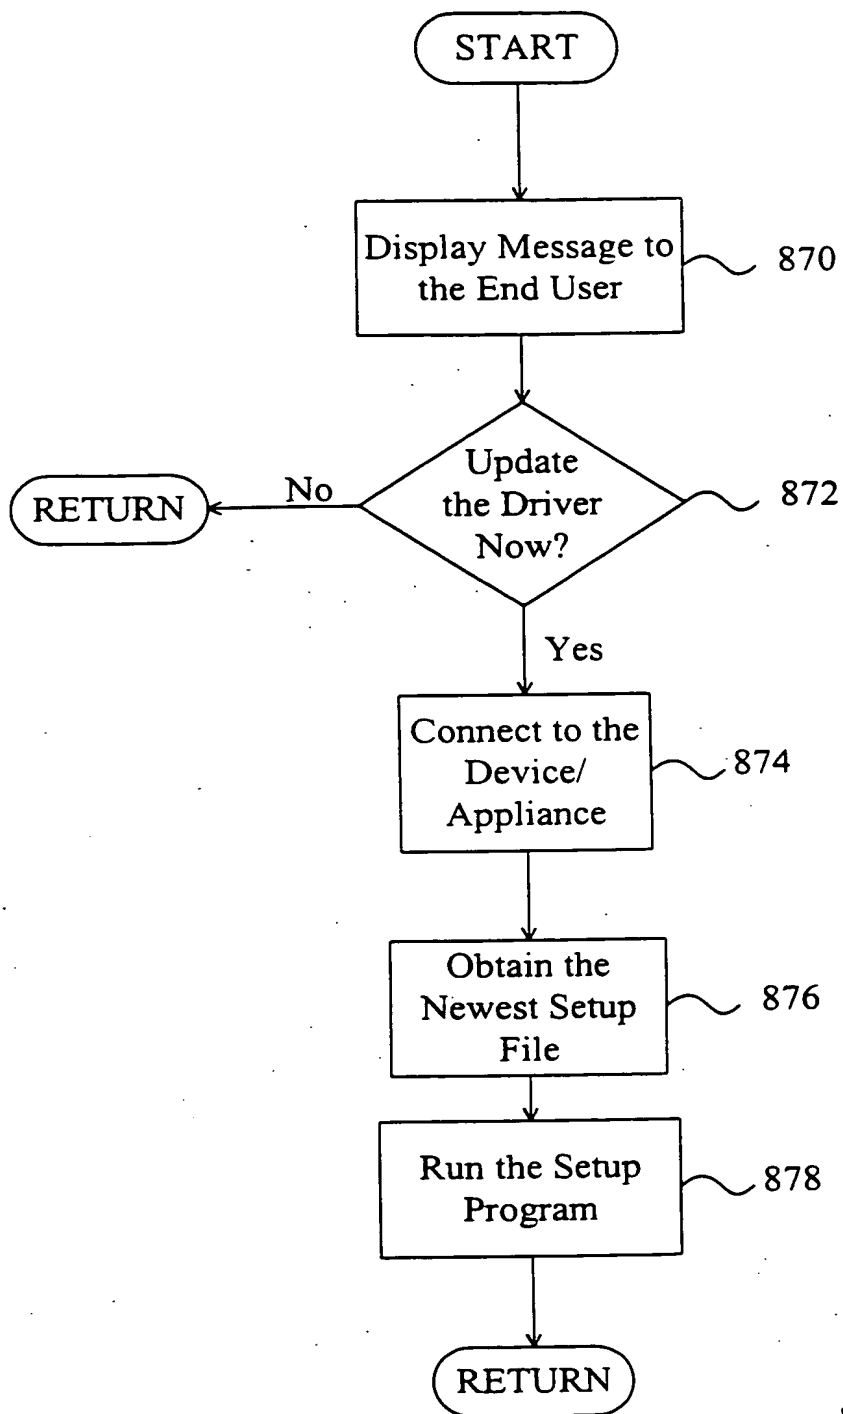 START
Display Message to
the End User
870
Update
the Driver
Now?
872
No
RETURN
Yes
Connect to the
Device/
Appliance
874
Obtain the
Newest Setup
File
876
Run the Setup
Program
878
RETURN